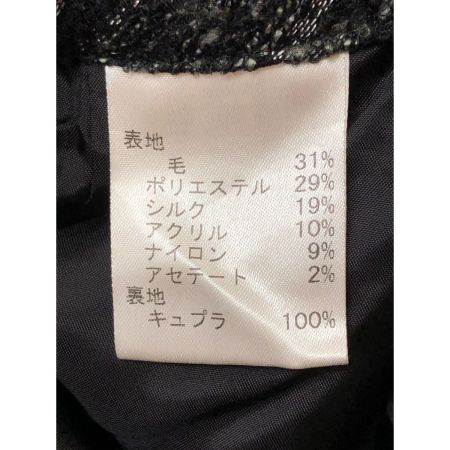 表地
毛 31%
ポリエステル 29%
シルク 19%
アクリル 10%
ナイロン 9%
アセテート 2%
裏地
キュプラ 100%